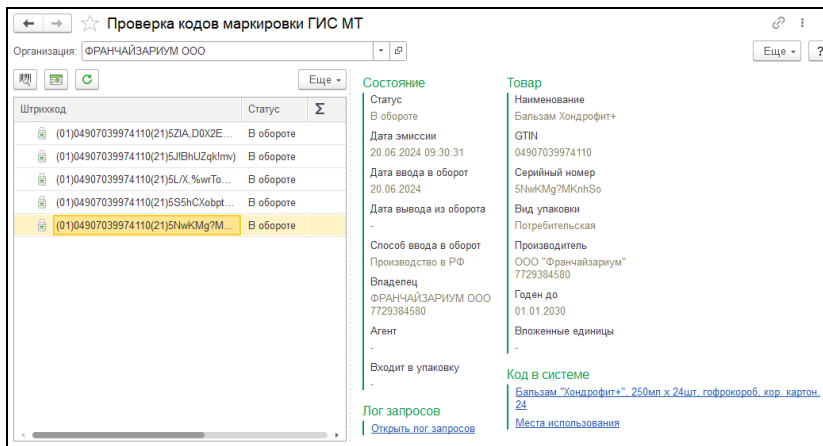 Проверка кодов маркировки ГИС МТ
Организация: ФРАНЧАЙЗАРИУМ ООО
Еще
?
Еще
Штрихкод Статус Σ
(01)04907039974110(21)5ZIA,D0X2E... В обороте
(01)04907039974110(21)5J!BhUZqk!mv) В обороте
(01)04907039974110(21)5L/X,%wrTo... В обороте
(01)04907039974110(21)5S5hCXobpt... В обороте
(01)04907039974110(21)5NwKMg?M... В обороте
Состояние
Статус
В обороте
Дата эмиссии
20.06.2024 09:30:31
Дата ввода в оборот
20.06.2024
Дата вывода из оборота
-
Способ ввода в оборот
Производство в РФ
Владелец
ФРАНЧАЙЗАРИУМ ООО
7729384580
Агент
-
Входит в упаковку
-
Лог запросов
Открыть лог запросов
Товар
Наименование
Бальзам Хондрофит+
GTIN
04907039974110
Серийный номер
5NwKMg?MKnhSo
Вид упаковки
Потребительская
Производитель
ООО "Франчайзариум"
7729384580
Годен до
01.01.2030
Вложенные единицы
-
Код в системе
Бальзам "Хондрофит+", 250мл х 24шт, гофрокороб, кор. картон,
24
Места использования